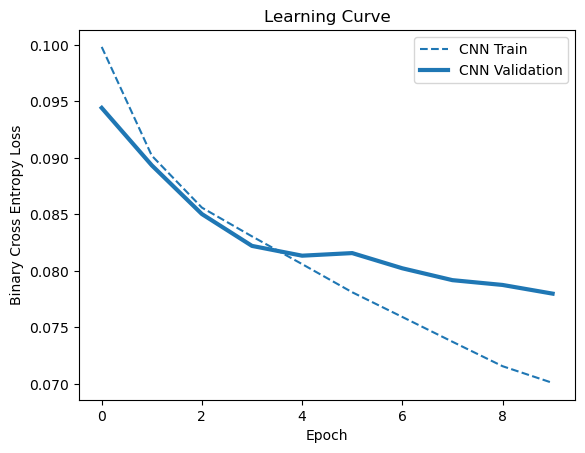 Learning Curve
CNN Train
CNN Validation
Binary Cross Entropy Loss
0.100
0.095
0.090
0.085
0.080
0.075
0.070
0
2
4
6
8
Epoch